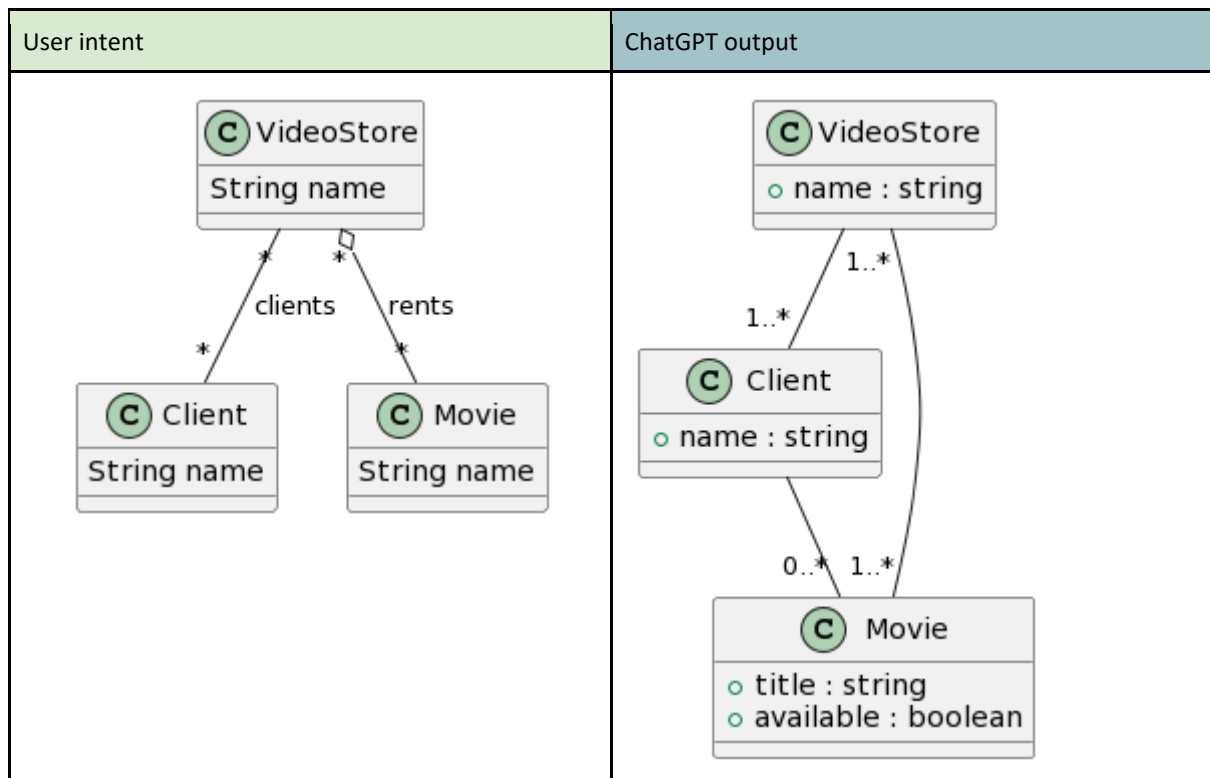 User intent
ChatGPT output
C VideoStore
String name
*
*
clients
rents
*
*
C Client
String name
C Movie
String name
C VideoStore
name : string
1..*
1..*
C Client
name : string
0..*
1..*
C Movie
title : string
available : boolean